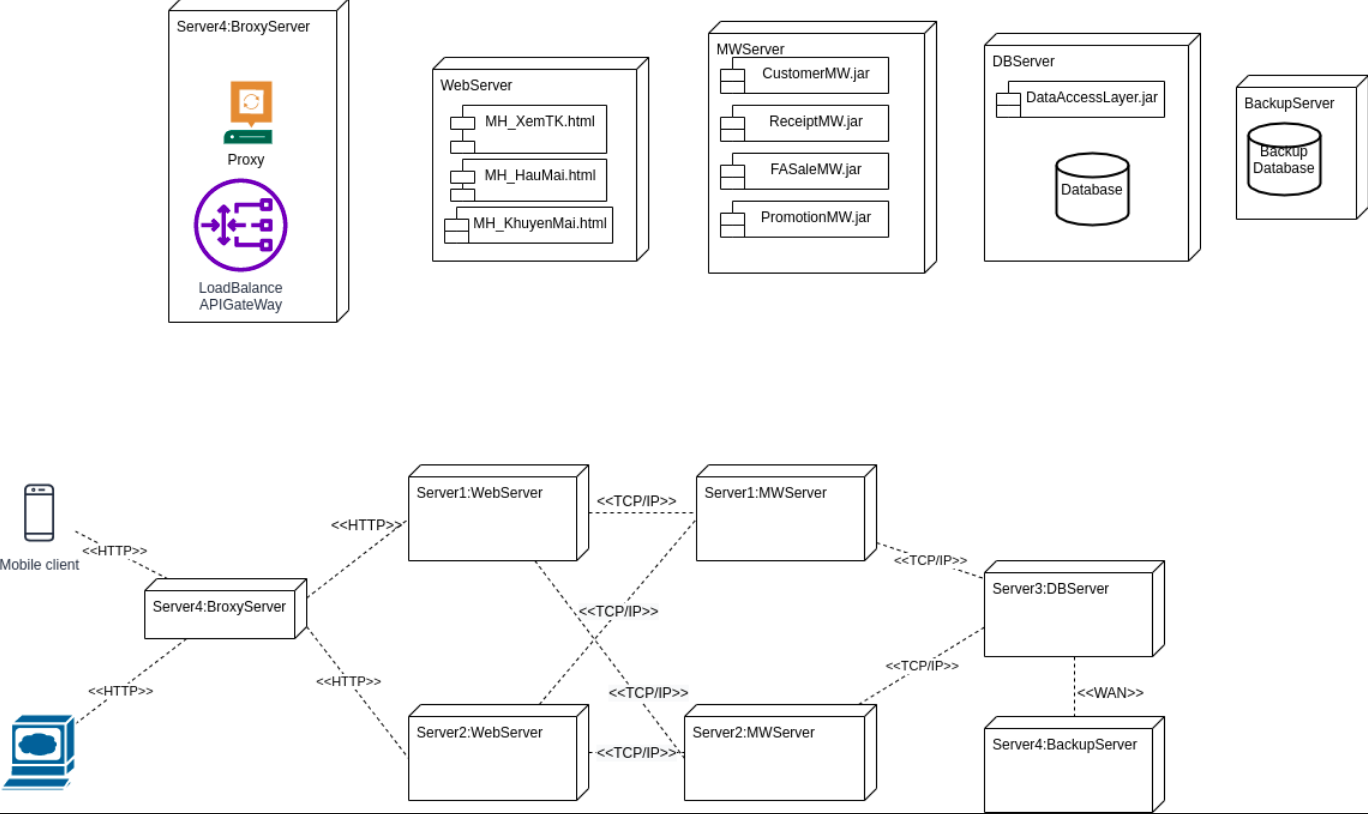 Server4:BroxyServer
Proxy
LoadBalance
APIGateWay
WebServer
MH_XemTK.html
MH_HauMai.html
MH_KhuyenMai.html
MWServer
CustomerMW.jar
ReceiptMW.jar
FASaleMW.jar
PromotionMW.jar
DBServer
DataAccessLayer.jar
Database
BackupServer
Backup
Database
Mobile client
<<HTTP>>
Server4:BroxyServer
<<HTTP>>
<<HTTP>>
<<HTTP>>
Server1:WebServer
Server2:WebServer
<<TCP/IP>>
<<TCP/IP>>
<<TCP/IP>>
<<TCP/IP>>
Server1:MWServer
Server2:MWServer
<<TCP/IP>>
<<TCP/IP>>
Server3:DBServer
<<WAN>>
Server4:BackupServer